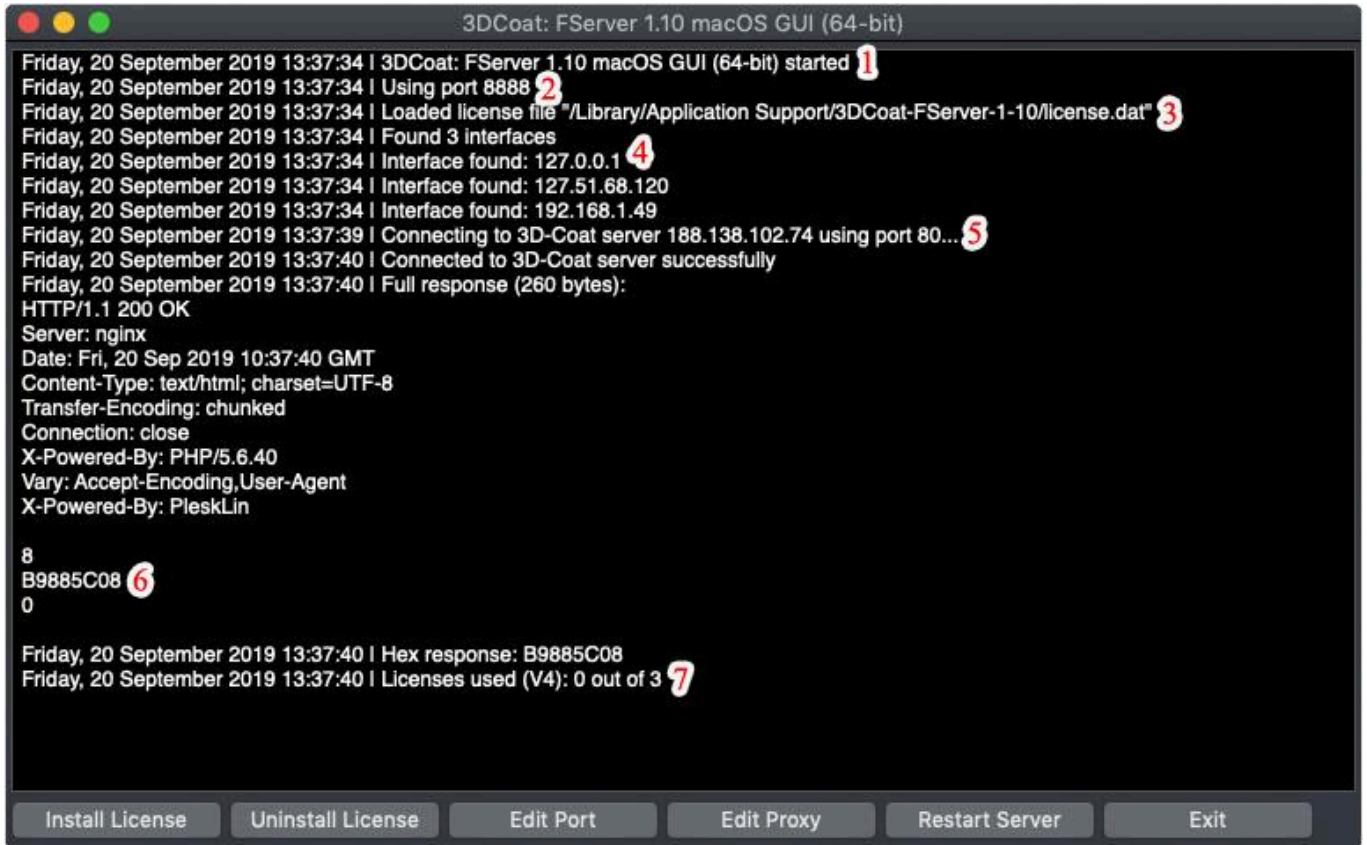 3DCoat: FServer 1.10 macOS GUI (64-bit)
Friday, 20 September 2019 13:37:34 | 3DCoat: FServer 1.10 macOS GUI (64-bit) started 1
Friday, 20 September 2019 13:37:34 | Using port 8888 2
Friday, 20 September 2019 13:37:34 | Loaded license file "/Library/Application Support/3DCoat-FServer-1-10/license.dat" 3
Friday, 20 September 2019 13:37:34 | Found 3 interfaces
Friday, 20 September 2019 13:37:34 | Interface found: 127.0.0.1 4
Friday, 20 September 2019 13:37:34 | Interface found: 127.51.68.120
Friday, 20 September 2019 13:37:34 | Interface found: 192.168.1.49
Friday, 20 September 2019 13:37:39 | Connecting to 3D-Coat server 188.138.102.74 using port 80... 5
Friday, 20 September 2019 13:37:40 | Connected to 3D-Coat server successfully
Friday, 20 September 2019 13:37:40 | Full response (260 bytes):
HTTP/1.1 200 OK
Server: nginx
Date: Fri, 20 Sep 2019 10:37:40 GMT
Content-Type: text/html; charset=UTF-8
Transfer-Encoding: chunked
Connection: close
X-Powered-By: PHP/5.6.40
Vary: Accept-Encoding,User-Agent
X-Powered-By: PleskLin
8
B9885C08 6
0
Friday, 20 September 2019 13:37:40 | Hex response: B9885C08
Friday, 20 September 2019 13:37:40 | Licenses used (V4): 0 out of 3 7
Install License Uninstall License Edit Port Edit Proxy Restart Server Exit